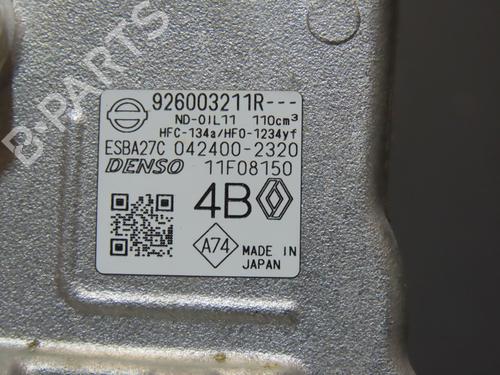 B-PARTS
926003211R---
ND-OIL11 110cm³
HFC-134a/HFO-1234yf
ESBA27C 042400-2320
DENSO 11F08150
4B
A74
MADE IN
JAPAN